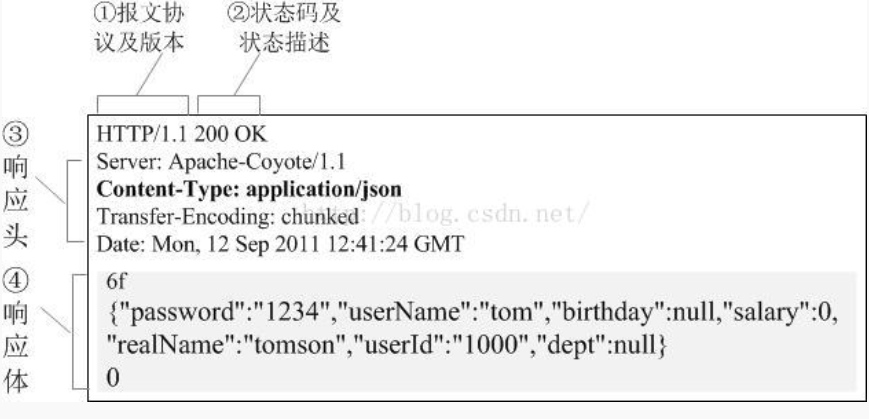 ①报文协议及版本
②状态码及状态描述
HTTP/1.1 200 OK
③响应头
Server: Apache-Coyote/1.1
Content-Type: application/json
Transfer-Encoding: chunked
http://blog.csdn.net/
Date: Mon, 12 Sep 2011 12:41:24 GMT
④响应体
6f
{"password":"1234","userName":"tom","birthday":null,"salary":0,
"realName":"tomson","userId":"1000","dept":null}
0